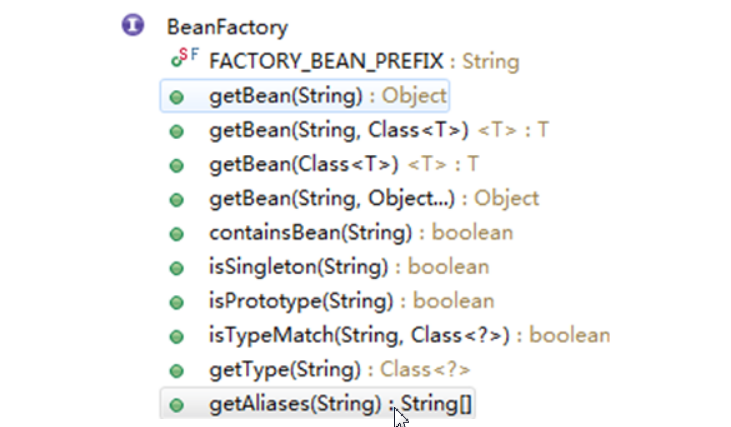 I BeanFactory
S F FACTORY_BEAN_PREFIX : String
getBean(String) : Object
getBean(String, Class<T>) <T> : T
getBean(Class<T>) <T> : T
getBean(String, Object...) : Object
containsBean(String) : boolean
isSingleton(String) : boolean
isPrototype(String) : boolean
isTypeMatch(String, Class<?>) : boolean
getType(String) : Class<?>
getAliases(String) : String[]